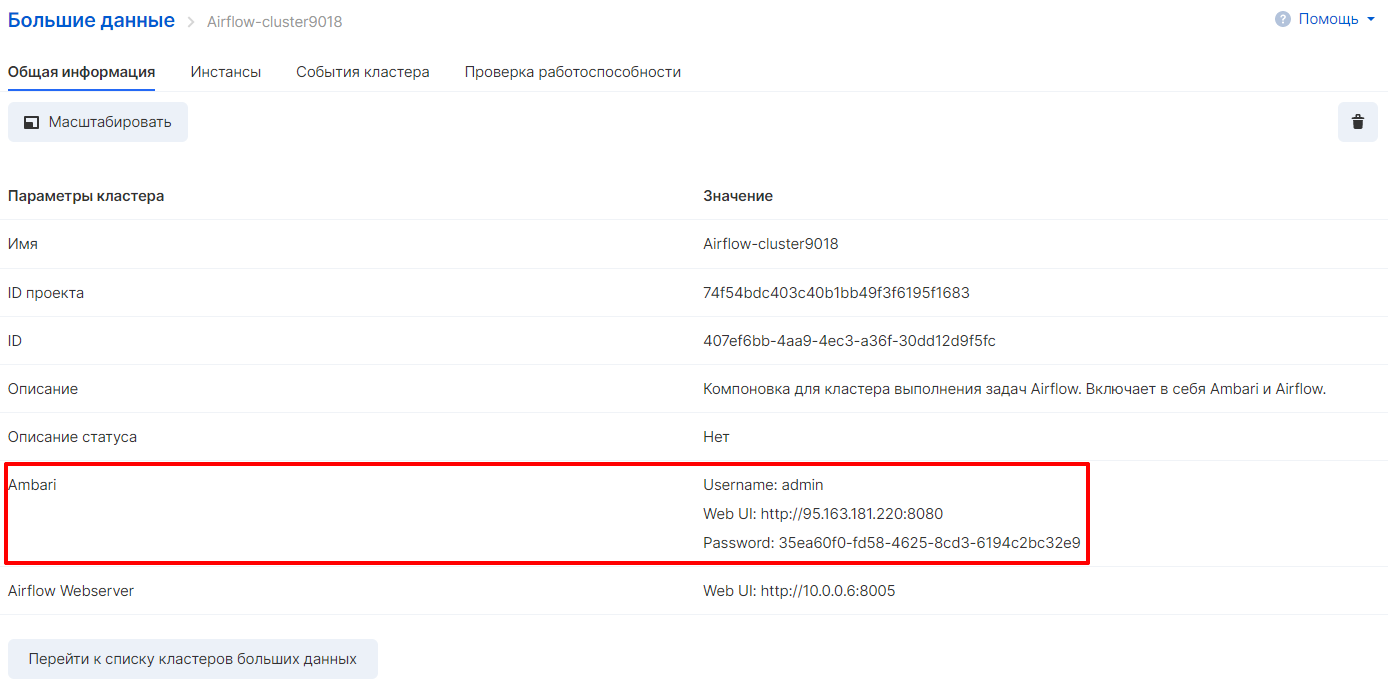 Большие данные > Airflow-cluster9018
? Помощь
Общая информация Инстансы События кластера Проверка работоспособности
Масштабировать
Параметры кластера Значение
Имя Airflow-cluster9018
ID проекта 74f54bdc403c40b1bb49f3f6195f1683
ID 407ef6bb-4aa9-4ec3-a36f-30dd12d9f5fc
Описание Компоновка для кластера выполнения задач Airflow. Включает в себя Ambari и Airflow.
Описание статуса Нет
Ambari Username: admin
Web UI: http://95.163.181.220:8080
Password: 35ea60f0-fd58-4625-8cd3-6194c2bc32e9
Airflow Webserver Web UI: http://10.0.0.6:8005
Перейти к списку кластеров больших данных